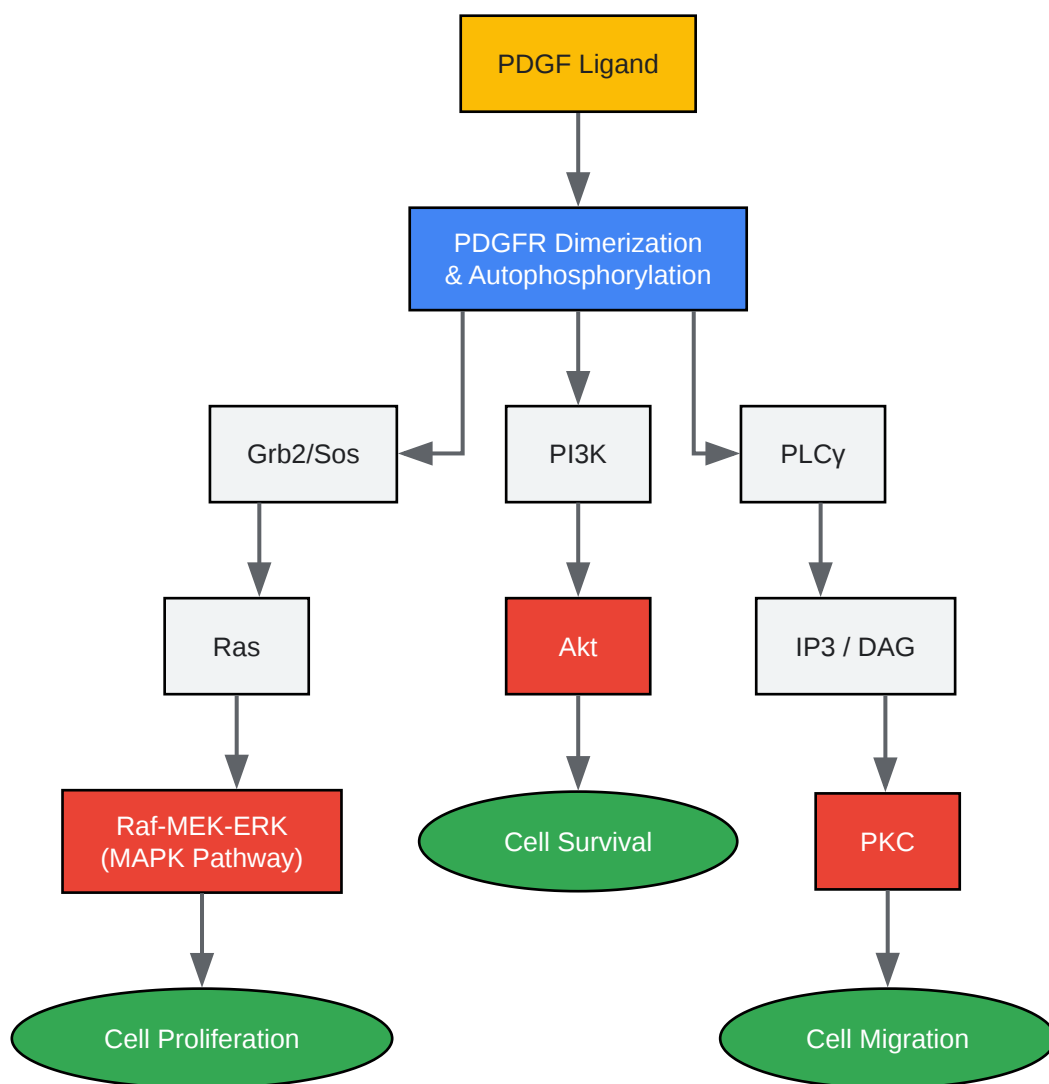 PDGF Ligand
PDGFR Dimerization
& Autophosphorylation
Grb2/Sos
PI3K
PLCγ
Ras
Akt
IP3 / DAG
Raf-MEK-ERK
(MAPK Pathway)
Cell Survival
PKC
Cell Proliferation
Cell Migration